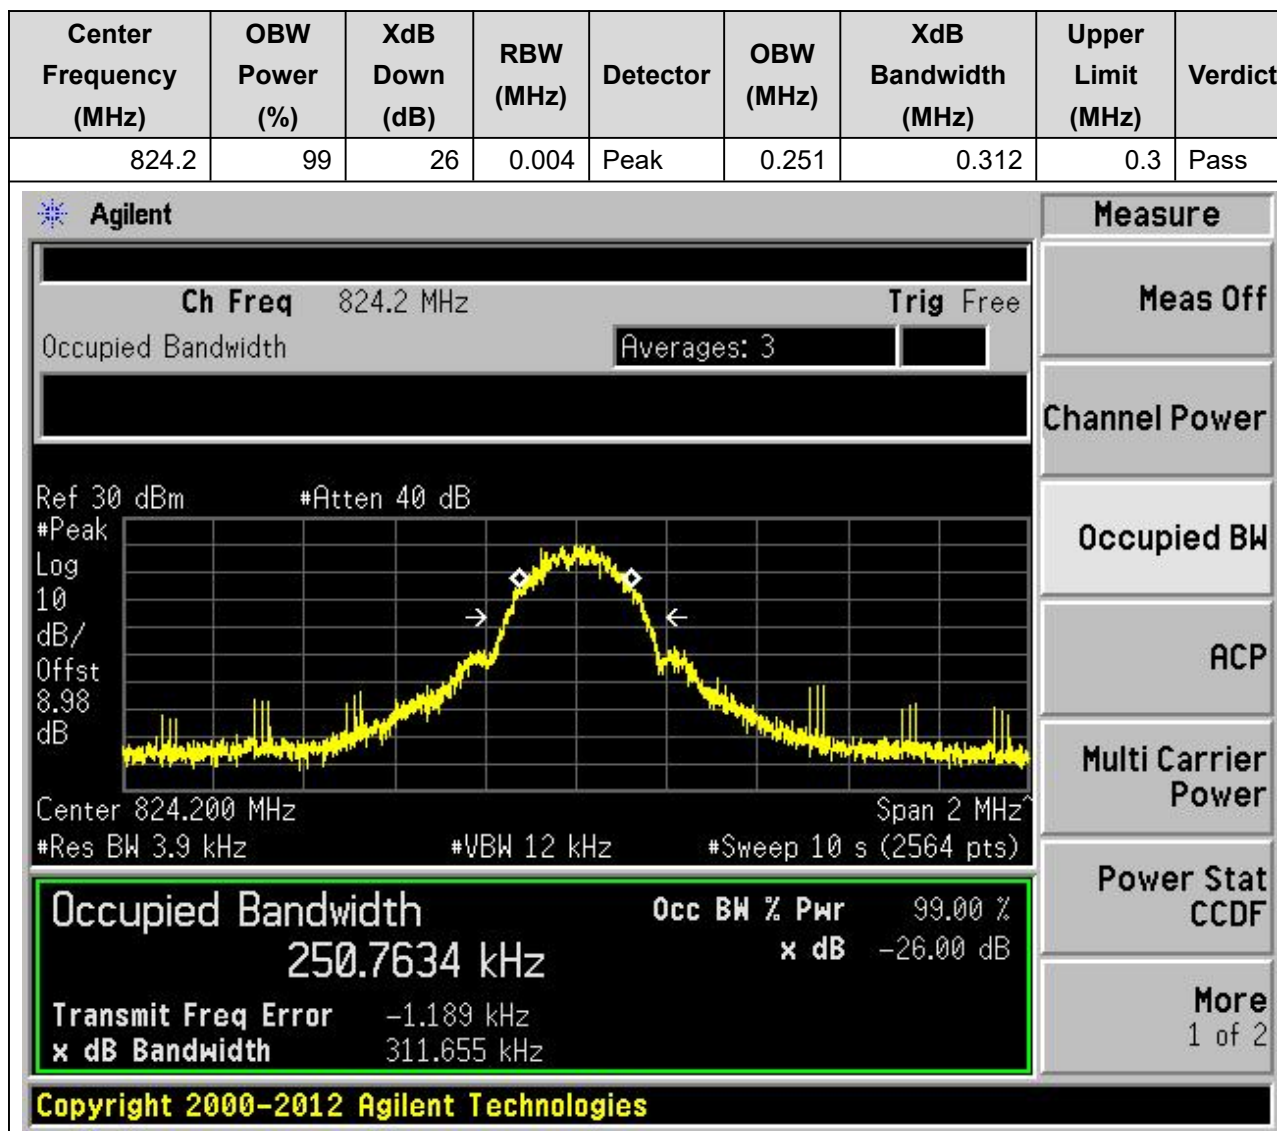 Center Frequency (MHz) OBW Power (%) XdB Down (dB) RBW (MHz) Detector OBW (MHz) XdB Bandwidth (MHz) Upper Limit (MHz) Verdict
824.2 99 26 0.004 Peak 0.251 0.312 0.3 Pass
Agilent
Measure
Ch Freq 824.2 MHz Trig Free
Meas Off
Occupied Bandwidth Averages: 3
Channel Power
Ref 30 dBm #Atten 40 dB
#Peak
Log
10
dB/
Offst
8.98
dB
Occupied BW
ACP
Multi Carrier
Power
Center 824.200 MHz Span 2 MHz^
#Res BW 3.9 kHz #VBW 12 kHz #Sweep 10 s (2564 pts)
Power Stat
CCDF
Occupied Bandwidth Occ BW % Pwr 99.00 %
250.7634 kHz x dB -26.00 dB
Transmit Freq Error -1.189 kHz
x dB Bandwidth 311.655 kHz
More
1 of 2
Copyright 2000-2012 Agilent Technologies